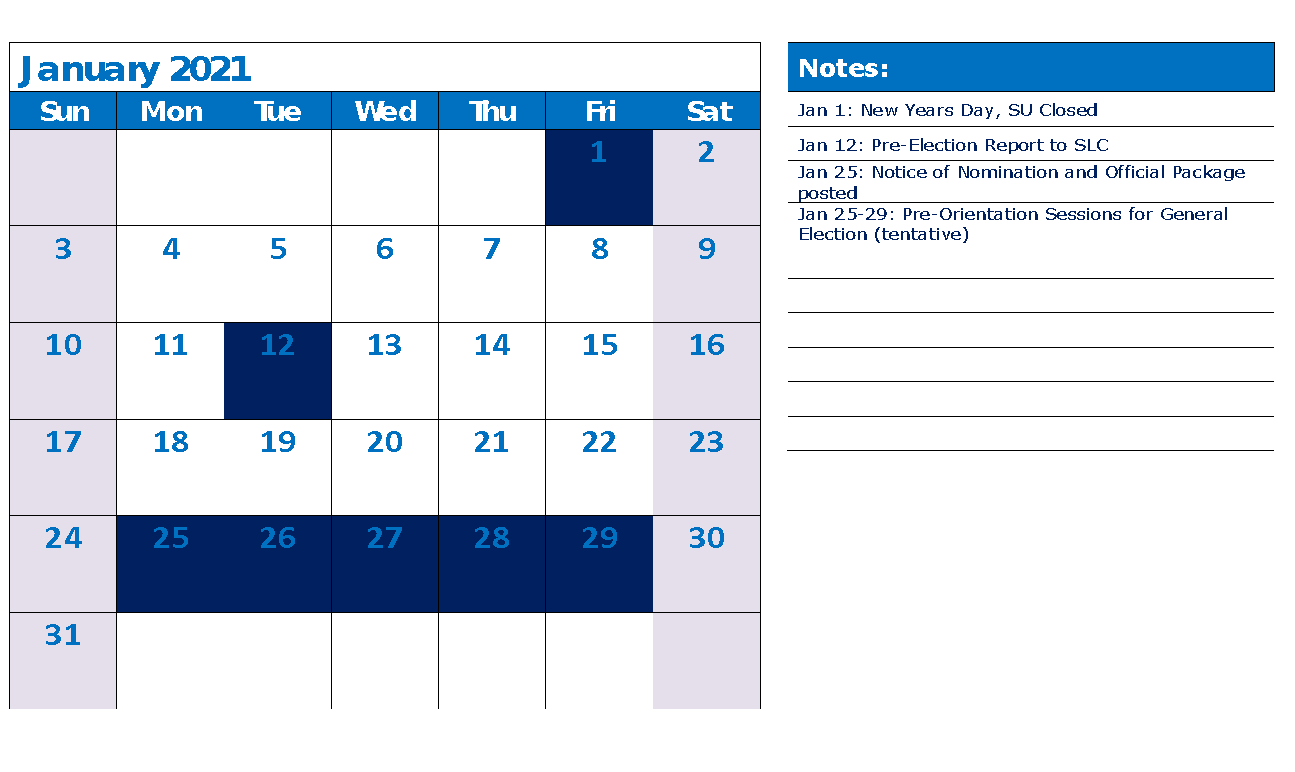 January 2021
Sun Mon Tue Wed Thu Fri Sat
1 2
3 4 5 6 7 8 9
10 11 12 13 14 15 16
17 18 19 20 21 22 23
24 25 26 27 28 29 30
31
Notes:
Jan 1: New Years Day, SU Closed
Jan 12: Pre-Election Report to SLC
Jan 25: Notice of Nomination and Official Package
posted
Jan 25-29: Pre-Orientation Sessions for General
Election (tentative)